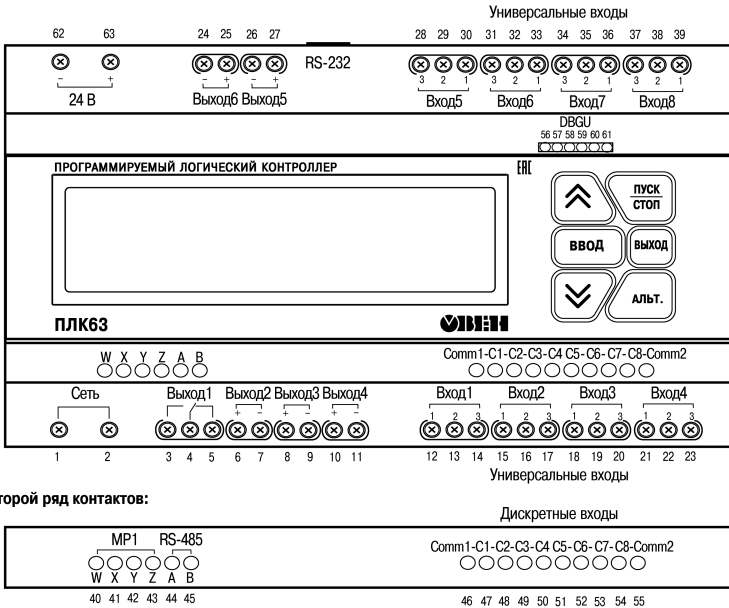 Универсальные входы
62 63 24 25 26 27 28 29 30 31 32 33 34 35 36 37 38 39
RS-232
– + – + – + 3 2 1 3 2 1 3 2 1 3 2 1
24 В Выход6 Выход5 Вход5 Вход6 Вход7 Вход8
DBGU
56 57 58 59 60 61
ПРОГРАММИРУЕМЫЙ ЛОГИЧЕСКИЙ КОНТРОЛЛЕР
EAC
ПУСК
СТОП
ВВОД ВЫХОД
АЛЬТ.
ПЛК63 ОВЕН
W X Y Z A B Comm1-C1-C2-C3-C4 C5-C6-C7-C8-Comm2
Сеть Выход1 Выход2 Выход3 Выход4 Вход1 Вход2 Вход3 Вход4
+ – + – + – 1 2 3 1 2 3 1 2 3 1 2 3
1 2 3 4 5 6 7 8 9 10 11 12 13 14 15 16 17 18 19 20 21 22 23
Универсальные входы
торой ряд контактов:
Дискретные входы
MP1 RS-485 Comm1-C1-C2-C3-C4 C5-C6-C7-C8-Comm2
W X Y Z A B
40 41 42 43 44 45 46 47 48 49 50 51 52 53 54 55